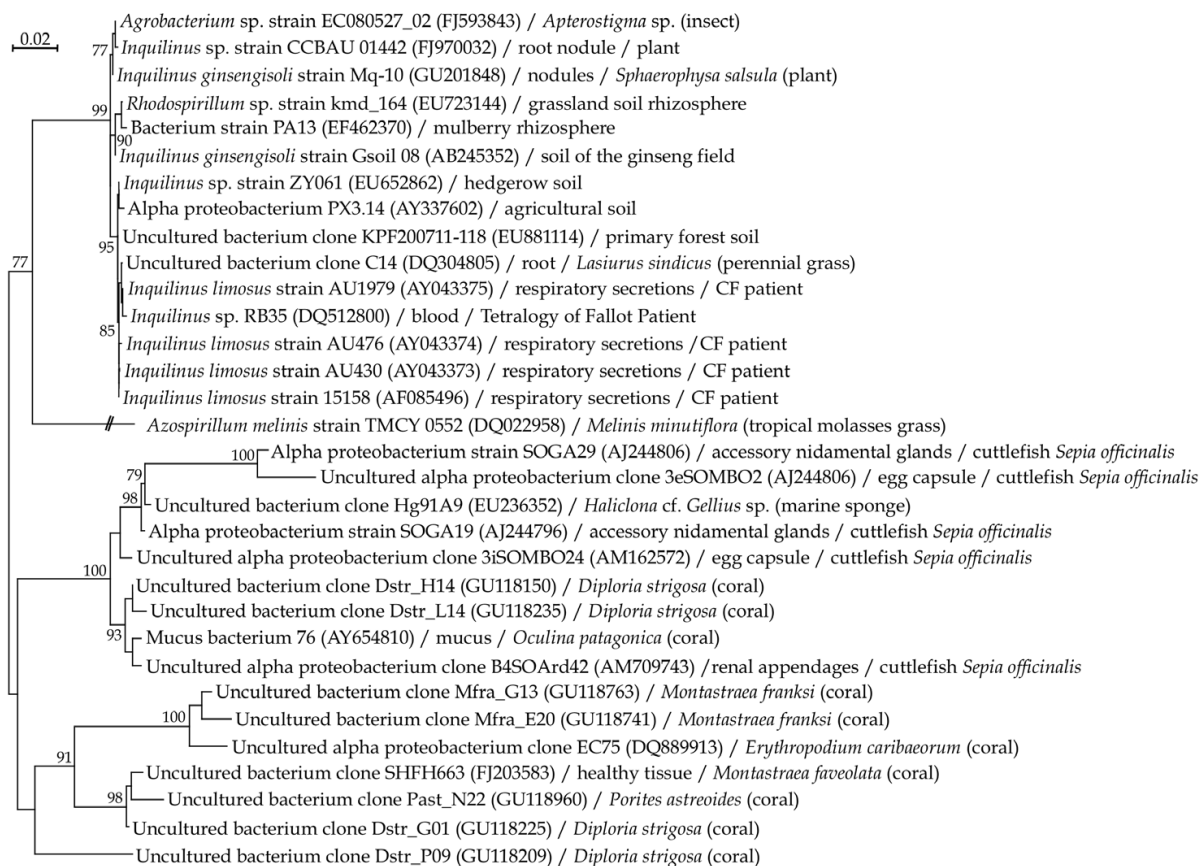 Agrobacterium sp. strain EC080527_02 (FJ593843) / Apterostigma sp. (insect)
0.02
77
Inquilinus sp. strain CCBAU 01442 (FJ970032) / root nodule / plant
Inquilinus ginsengisoli strain Mq-10 (GU201848) / nodules / Sphaerophysa salsula (plant)
99
Rhodospirillum sp. strain kmd_164 (EU723144) / grassland soil rhizosphere
Bacterium strain PA13 (EF462370) / mulberry rhizosphere
90
Inquilinus ginsengisoli strain Gsoil 08 (AB245352) / soil of the ginseng field
Inquilinus sp. strain ZY061 (EU652862) / hedgerow soil
Alpha proteobacterium PX3.14 (AY337602) / agricultural soil
Uncultured bacterium clone KPF200711-118 (EU881114) / primary forest soil
95
77
Uncultured bacterium clone C14 (DQ304805) / root / Lasiurus sindicus (perennial grass)
Inquilinus limosus strain AU1979 (AY043375) / respiratory secretions / CF patient
Inquilinus sp. RB35 (DQ512800) / blood / Tetralogy of Fallot Patient
85
Inquilinus limosus strain AU476 (AY043374) / respiratory secretions /CF patient
Inquilinus limosus strain AU430 (AY043373) / respiratory secretions / CF patient
Inquilinus limosus strain 15158 (AF085496) / respiratory secretions / CF patient
Azospirillum melinis strain TMCY 0552 (DQ022958) / Melinis minutiflora (tropical molasses grass)
100
Alpha proteobacterium strain SOGA29 (AJ244806) / accessory nidamental glands / cuttlefish Sepia officinalis
79
Uncultured alpha proteobacterium clone 3eSOMBO2 (AJ244806) / egg capsule / cuttlefish Sepia officinalis
98
Uncultured bacterium clone Hg91A9 (EU236352) / Haliclona cf. Gellius sp. (marine sponge)
Alpha proteobacterium strain SOGA19 (AJ244796) / accessory nidamental glands / cuttlefish Sepia officinalis
Uncultured alpha proteobacterium clone 3iSOMBO24 (AM162572) / egg capsule / cuttlefish Sepia officinalis
100
Uncultured bacterium clone Dstr_H14 (GU118150) / Diploria strigosa (coral)
Uncultured bacterium clone Dstr_L14 (GU118235) / Diploria strigosa (coral)
93
Mucus bacterium 76 (AY654810) / mucus / Oculina patagonica (coral)
Uncultured alpha proteobacterium clone B4SOArd42 (AM709743) /renal appendages / cuttlefish Sepia officinalis
Uncultured bacterium clone Mfra_G13 (GU118763) / Montastraea franksi (coral)
100
Uncultured bacterium clone Mfra_E20 (GU118741) / Montastraea franksi (coral)
Uncultured alpha proteobacterium clone EC75 (DQ889913) / Erythropodium caribaeorum (coral)
91
Uncultured bacterium clone SHFH663 (FJ203583) / healthy tissue / Montastraea faveolata (coral)
98
Uncultured bacterium clone Past_N22 (GU118960) / Porites astreoides (coral)
Uncultured bacterium clone Dstr_G01 (GU118225) / Diploria strigosa (coral)
Uncultured bacterium clone Dstr_P09 (GU118209) / Diploria strigosa (coral)